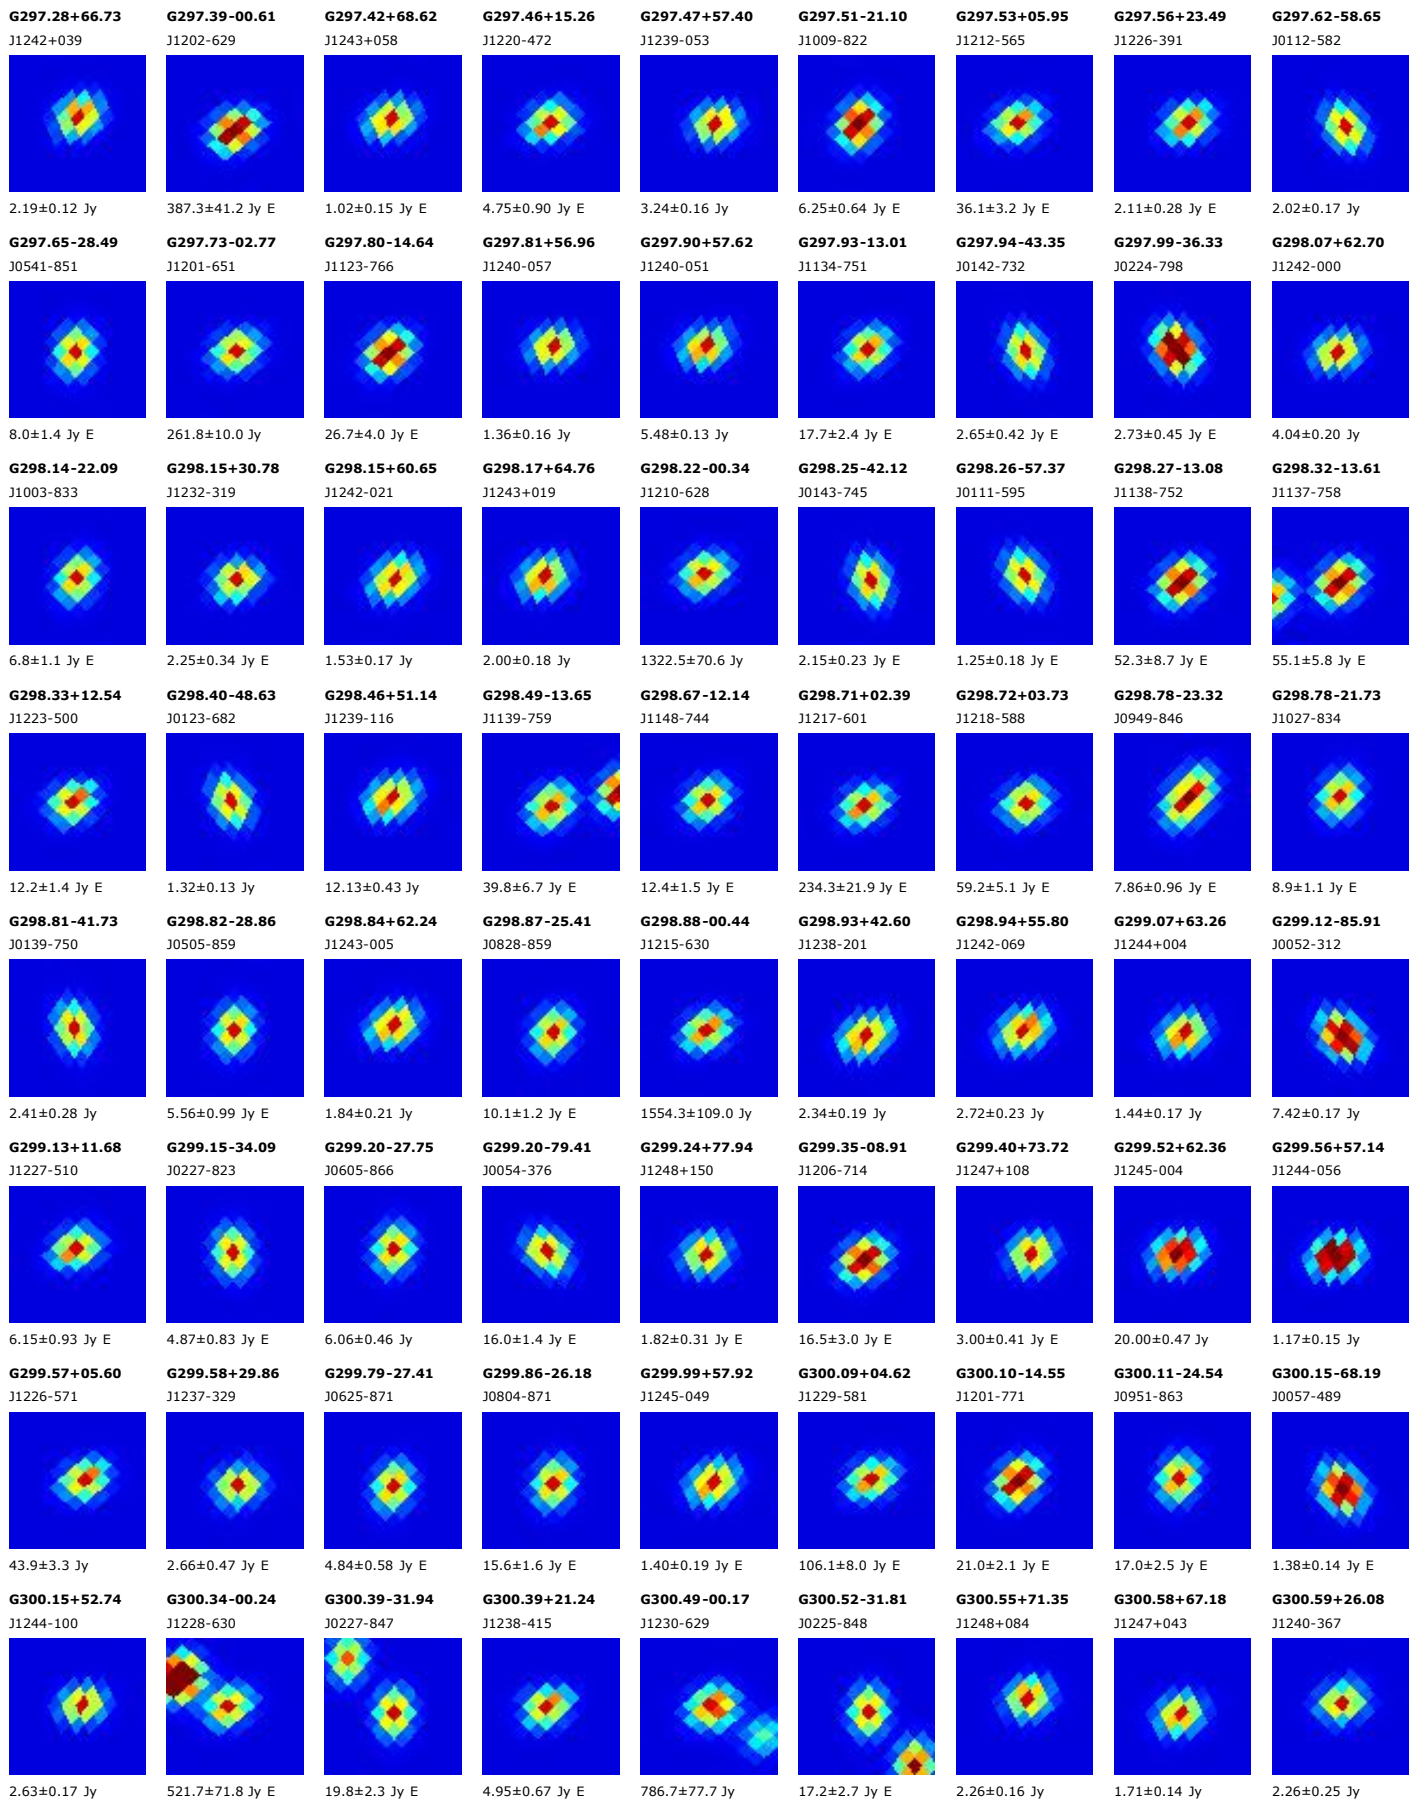 G297.28+66.73 G297.39-00.61 G297.42+68.62 G297.46+15.26 G297.47+57.40 G297.51-21.10 G297.53+05.95 G297.56+23.49 G297.62-58.65
J1242+039 J1202-629 J1243+058 J1220-472 J1239-053 J1009-822 J1212-565 J1226-391 J0112-582
2.19±0.12 Jy 387.3±41.2 Jy E 1.02±0.15 Jy E 4.75±0.90 Jy E 3.24±0.16 Jy 6.25±0.64 Jy E 36.1±3.2 Jy E 2.11±0.28 Jy E 2.02±0.17 Jy
G297.65-28.49 G297.73-02.77 G297.80-14.64 G297.81+56.96 G297.90+57.62 G297.93-13.01 G297.94-43.35 G297.99-36.33 G298.07+62.70
J0541-851 J1201-651 J1123-766 J1240-057 J1240-051 J1134-751 J0142-732 J0224-798 J1242-000
8.0±1.4 Jy E 261.8±10.0 Jy 26.7±4.0 Jy E 1.36±0.16 Jy 5.48±0.13 Jy 17.7±2.4 Jy E 2.65±0.42 Jy E 2.73±0.45 Jy E 4.04±0.20 Jy
G298.14-22.09 G298.15+30.78 G298.15+60.65 G298.17+64.76 G298.22-00.34 G298.25-42.12 G298.26-57.37 G298.27-13.08 G298.32-13.61
J1003-833 J1232-319 J1242-021 J1243+019 J1210-628 J0143-745 J0111-595 J1138-752 J1137-758
6.8±1.1 Jy E 2.25±0.34 Jy E 1.53±0.17 Jy 2.00±0.18 Jy 1322.5±70.6 Jy 2.15±0.23 Jy E 1.25±0.18 Jy E 52.3±8.7 Jy E 55.1±5.8 Jy E
G298.33+12.54 G298.40-48.63 G298.46+51.14 G298.49-13.65 G298.67-12.14 G298.71+02.39 G298.72+03.73 G298.78-23.32 G298.78-21.73
J1223-500 J0123-682 J1239-116 J1139-759 J1148-744 J1217-601 J1218-588 J0949-846 J1027-834
12.2±1.4 Jy E 1.32±0.13 Jy 12.13±0.43 Jy 39.8±6.7 Jy E 12.4±1.5 Jy E 234.3±21.9 Jy E 59.2±5.1 Jy E 7.86±0.96 Jy E 8.9±1.1 Jy E
G298.81-41.73 G298.82-28.86 G298.84+62.24 G298.87-25.41 G298.88-00.44 G298.93+42.60 G298.94+55.80 G299.07+63.26 G299.12-85.91
J0139-750 J0505-859 J1243-005 J0828-859 J1215-630 J1238-201 J1242-069 J1244+004 J0052-312
2.41±0.28 Jy 5.56±0.99 Jy E 1.84±0.21 Jy 10.1±1.2 Jy E 1554.3±109.0 Jy 2.34±0.19 Jy 2.72±0.23 Jy 1.44±0.17 Jy 7.42±0.17 Jy
G299.13+11.68 G299.15-34.09 G299.20-27.75 G299.20-79.41 G299.24+77.94 G299.35-08.91 G299.40+73.72 G299.52+62.36 G299.56+57.14
J1227-510 J0227-823 J0605-866 J0054-376 J1248+150 J1206-714 J1247+108 J1245-004 J1244-056
6.15±0.93 Jy E 4.87±0.83 Jy E 6.06±0.46 Jy 16.0±1.4 Jy E 1.82±0.31 Jy E 16.5±3.0 Jy E 3.00±0.41 Jy E 20.00±0.47 Jy 1.17±0.15 Jy
G299.57+05.60 G299.58+29.86 G299.79-27.41 G299.86-26.18 G299.99+57.92 G300.09+04.62 G300.10-14.55 G300.11-24.54 G300.15-68.19
J1226-571 J1237-329 J0625-871 J0804-871 J1245-049 J1229-581 J1201-771 J0951-863 J0057-489
43.9±3.3 Jy 2.66±0.47 Jy E 4.84±0.58 Jy E 15.6±1.6 Jy E 1.40±0.19 Jy E 106.1±8.0 Jy E 21.0±2.1 Jy E 17.0±2.5 Jy E 1.38±0.14 Jy E
G300.15+52.74 G300.34-00.24 G300.39-31.94 G300.39+21.24 G300.49-00.17 G300.52-31.81 G300.55+71.35 G300.58+67.18 G300.59+26.08
J1244-100 J1228-630 J0227-847 J1238-415 J1230-629 J0225-848 J1248+084 J1247+043 J1240-367
2.63±0.17 Jy 521.7±71.8 Jy E 19.8±2.3 Jy E 4.95±0.67 Jy E 786.7±77.7 Jy 17.2±2.7 Jy E 2.26±0.16 Jy 1.71±0.14 Jy 2.26±0.25 Jy